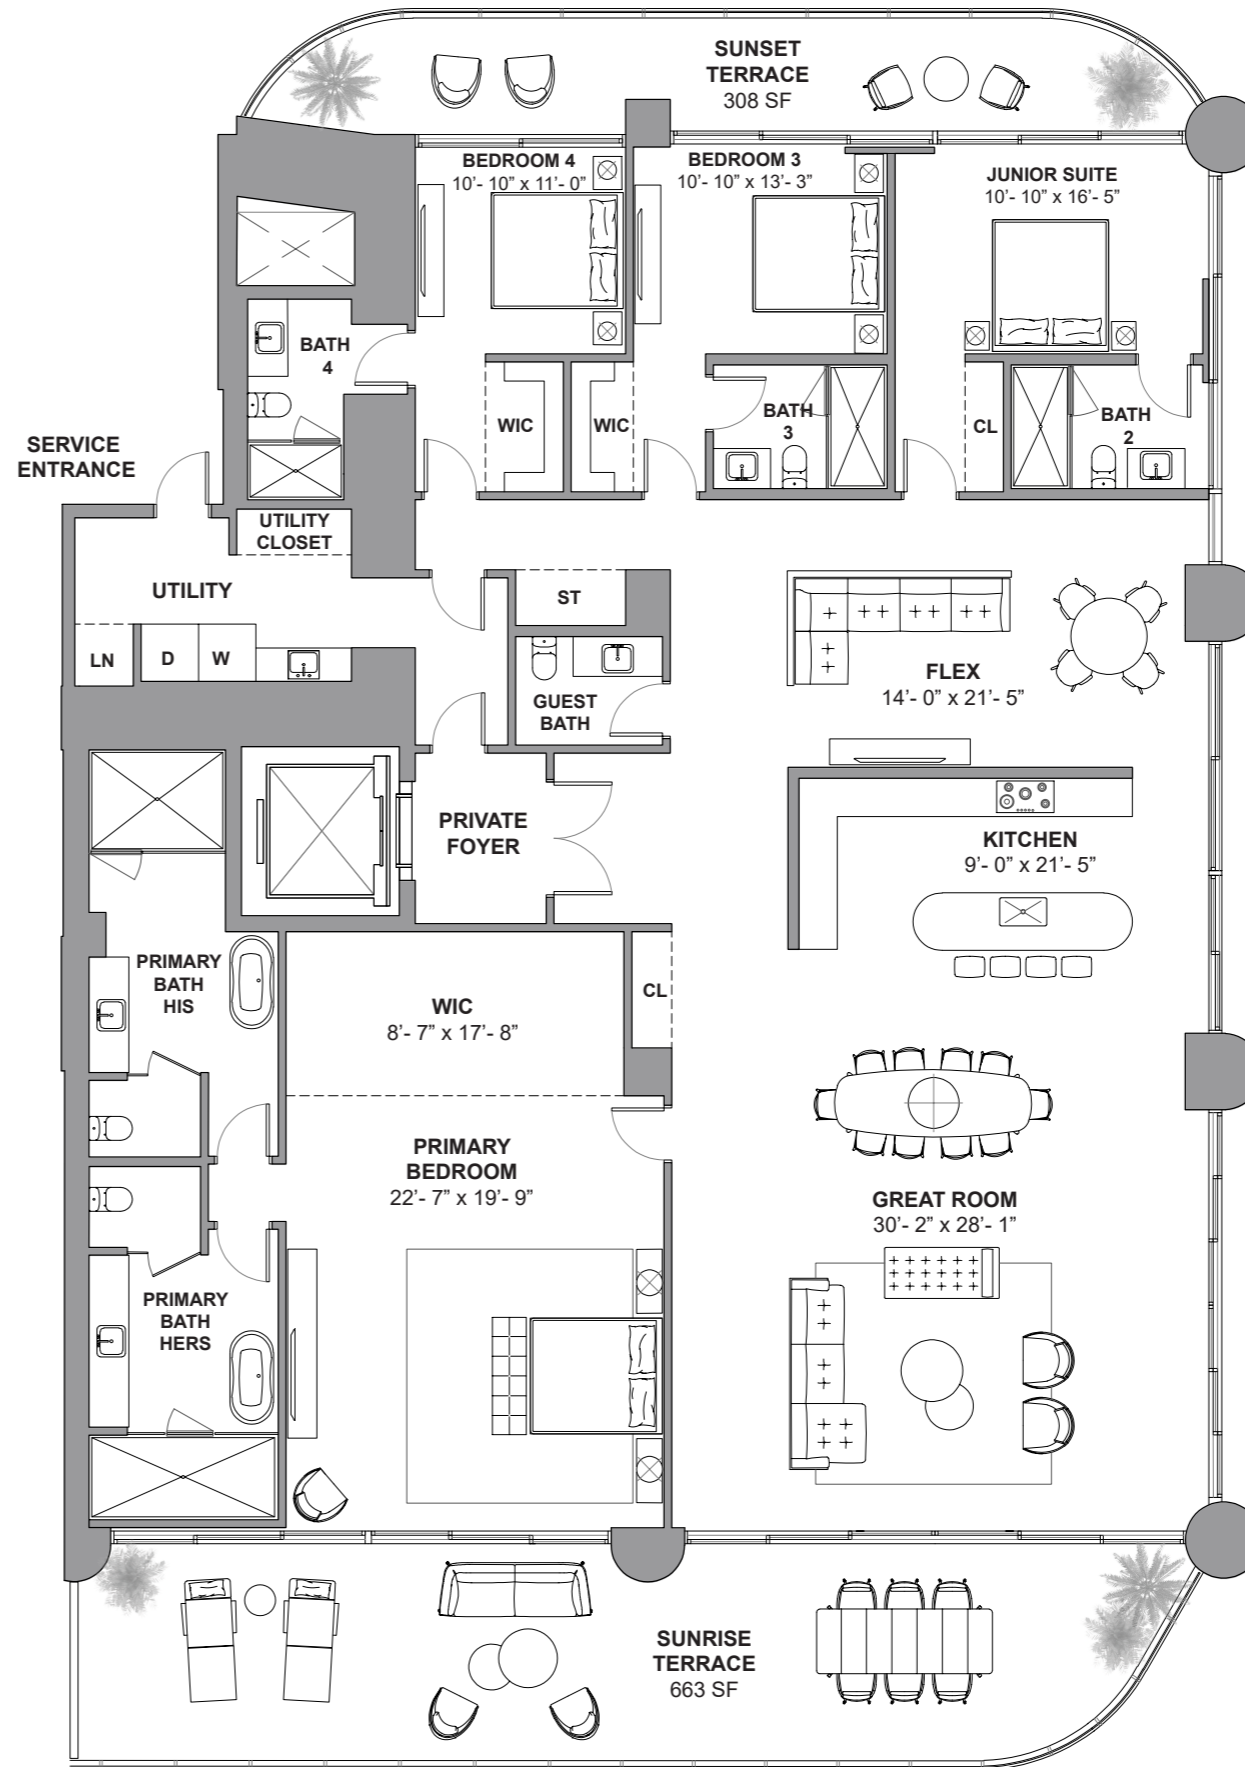 SUNSET
TERRACE
308 SF
BEDROOM 4
10’- 10” x 11’- 0”
BEDROOM 3
10’- 10” x 13’- 3”
JUNIOR SUITE
10’- 10” x 16’- 5”
BATH
4
WIC
WIC
BATH
3
CL
BATH
2
SERVICE
ENTRANCE
UTILITY
CLOSET
UTILITY
ST
LN
D
W
GUEST
BATH
FLEX
14’- 0” x 21’- 5”
PRIVATE
FOYER
KITCHEN
9’- 0” x 21’- 5”
PRIMARY
BATH
HIS
WIC
8’- 7” x 17’- 8”
CL
PRIMARY
BEDROOM
22’- 7” x 19’- 9”
GREAT ROOM
30’- 2” x 28’- 1”
PRIMARY
BATH
HERS
SUNRISE
TERRACE
663 SF